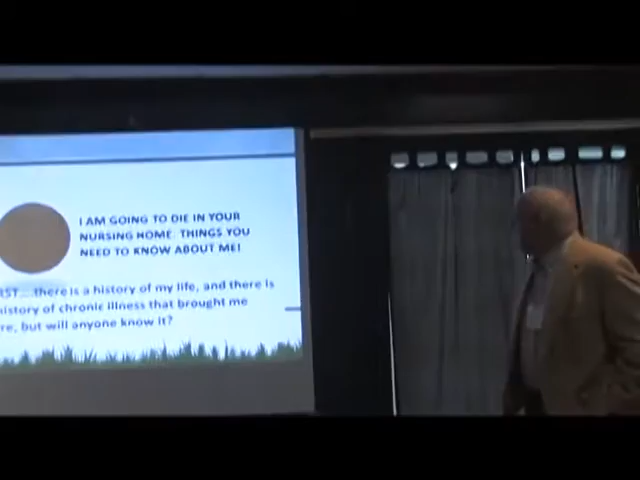 I AM GOING TO DIE IN YOUR
NURSING HOME. THINGS YOU
NEED TO KNOW ABOUT ME!
RST....there is a history of my life, and there is
history of chronic illness that brought me
re, but will anyone know it?